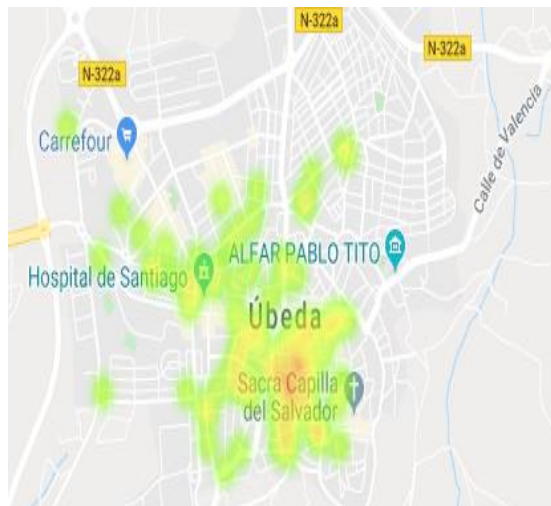 N-322a
N-322a
N-322a
Carrefour
Calle de Valencia
ALFAR PABLO TITO
Hospital de Santiago
Úbeda
Sacra Capilla
del Salvador